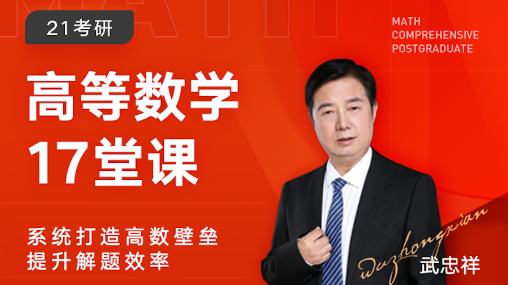 21考研
MATH
COMPREHENSIVE
POSTGRADUATE
高等数学
17堂课
系统打造高数壁垒
提升解题效率
wuzhongxian
武忠祥